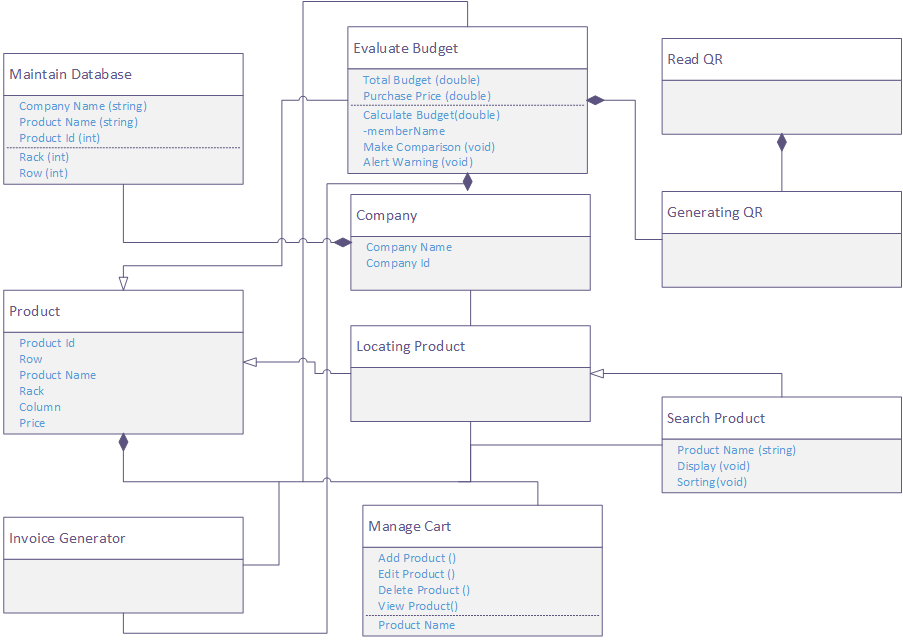 Evaluate Budget
Total Budget (double)
Purchase Price (double)
Calculate Budget(double)
-memberName
Make Comparison (void)
Alert Warning (void)
Read QR
Maintain Database
Company Name (string)
Product Name (string)
Product Id (int)
Rack (int)
Row (int)
Company
Company Name
Company Id
Generating QR
Product
Product Id
Row
Product Name
Rack
Column
Price
Locating Product
Search Product
Product Name (string)
Display (void)
Sorting(void)
Invoice Generator
Manage Cart
Add Product ()
Edit Product ()
Delete Product ()
View Product()
Product Name